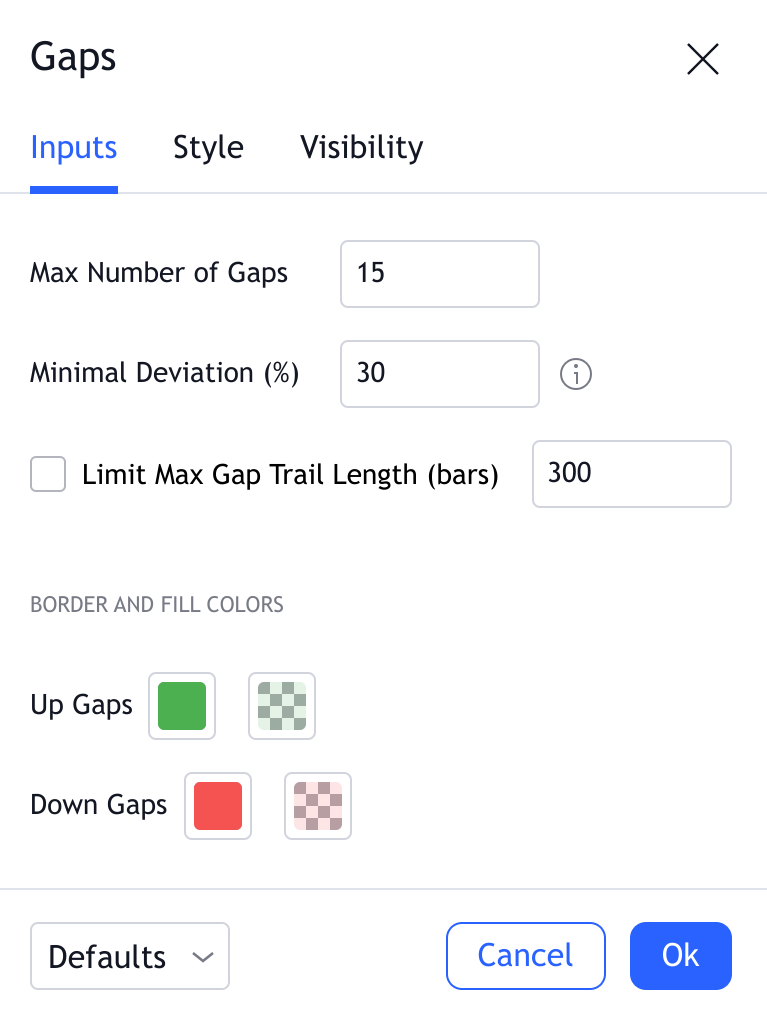 Gaps
Inputs Style Visibility
Max Number of Gaps 15
Minimal Deviation (%) 30
Limit Max Gap Trail Length (bars) 300
BORDER AND FILL COLORS
Up Gaps
Down Gaps
Defaults Cancel Ok